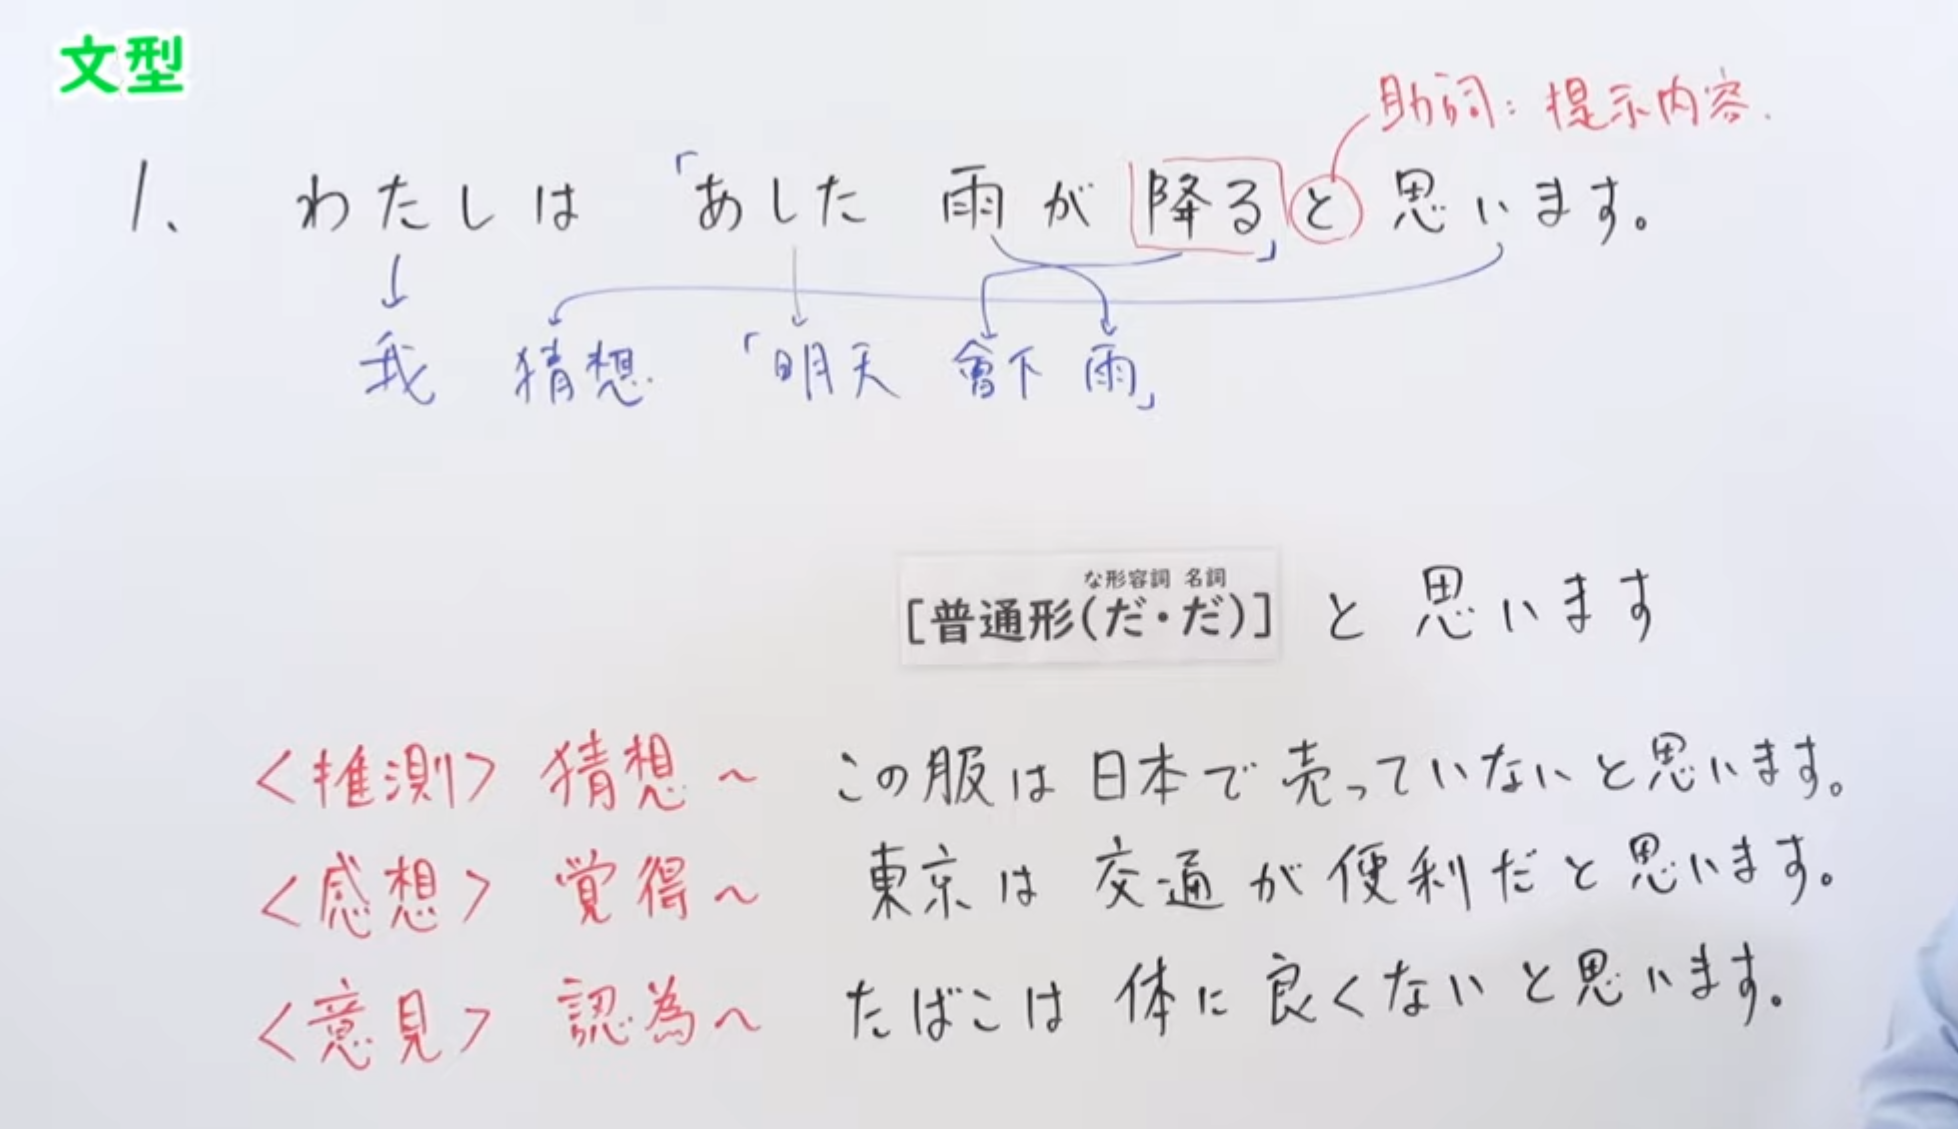 文型
助詞：提示内容．
1、わたしは「あした 雨が降る」と思います。
我 猜想「明天 會下 雨」
な形容詞 名詞
[普通形(だ・だ)] と思います
〈推測〉猜想～ この服は日本で売っていないと思います。
〈感想〉覚得～ 東京は交通が便利だと思います。
〈意見〉認為～ たばこは体に良くないと思います。